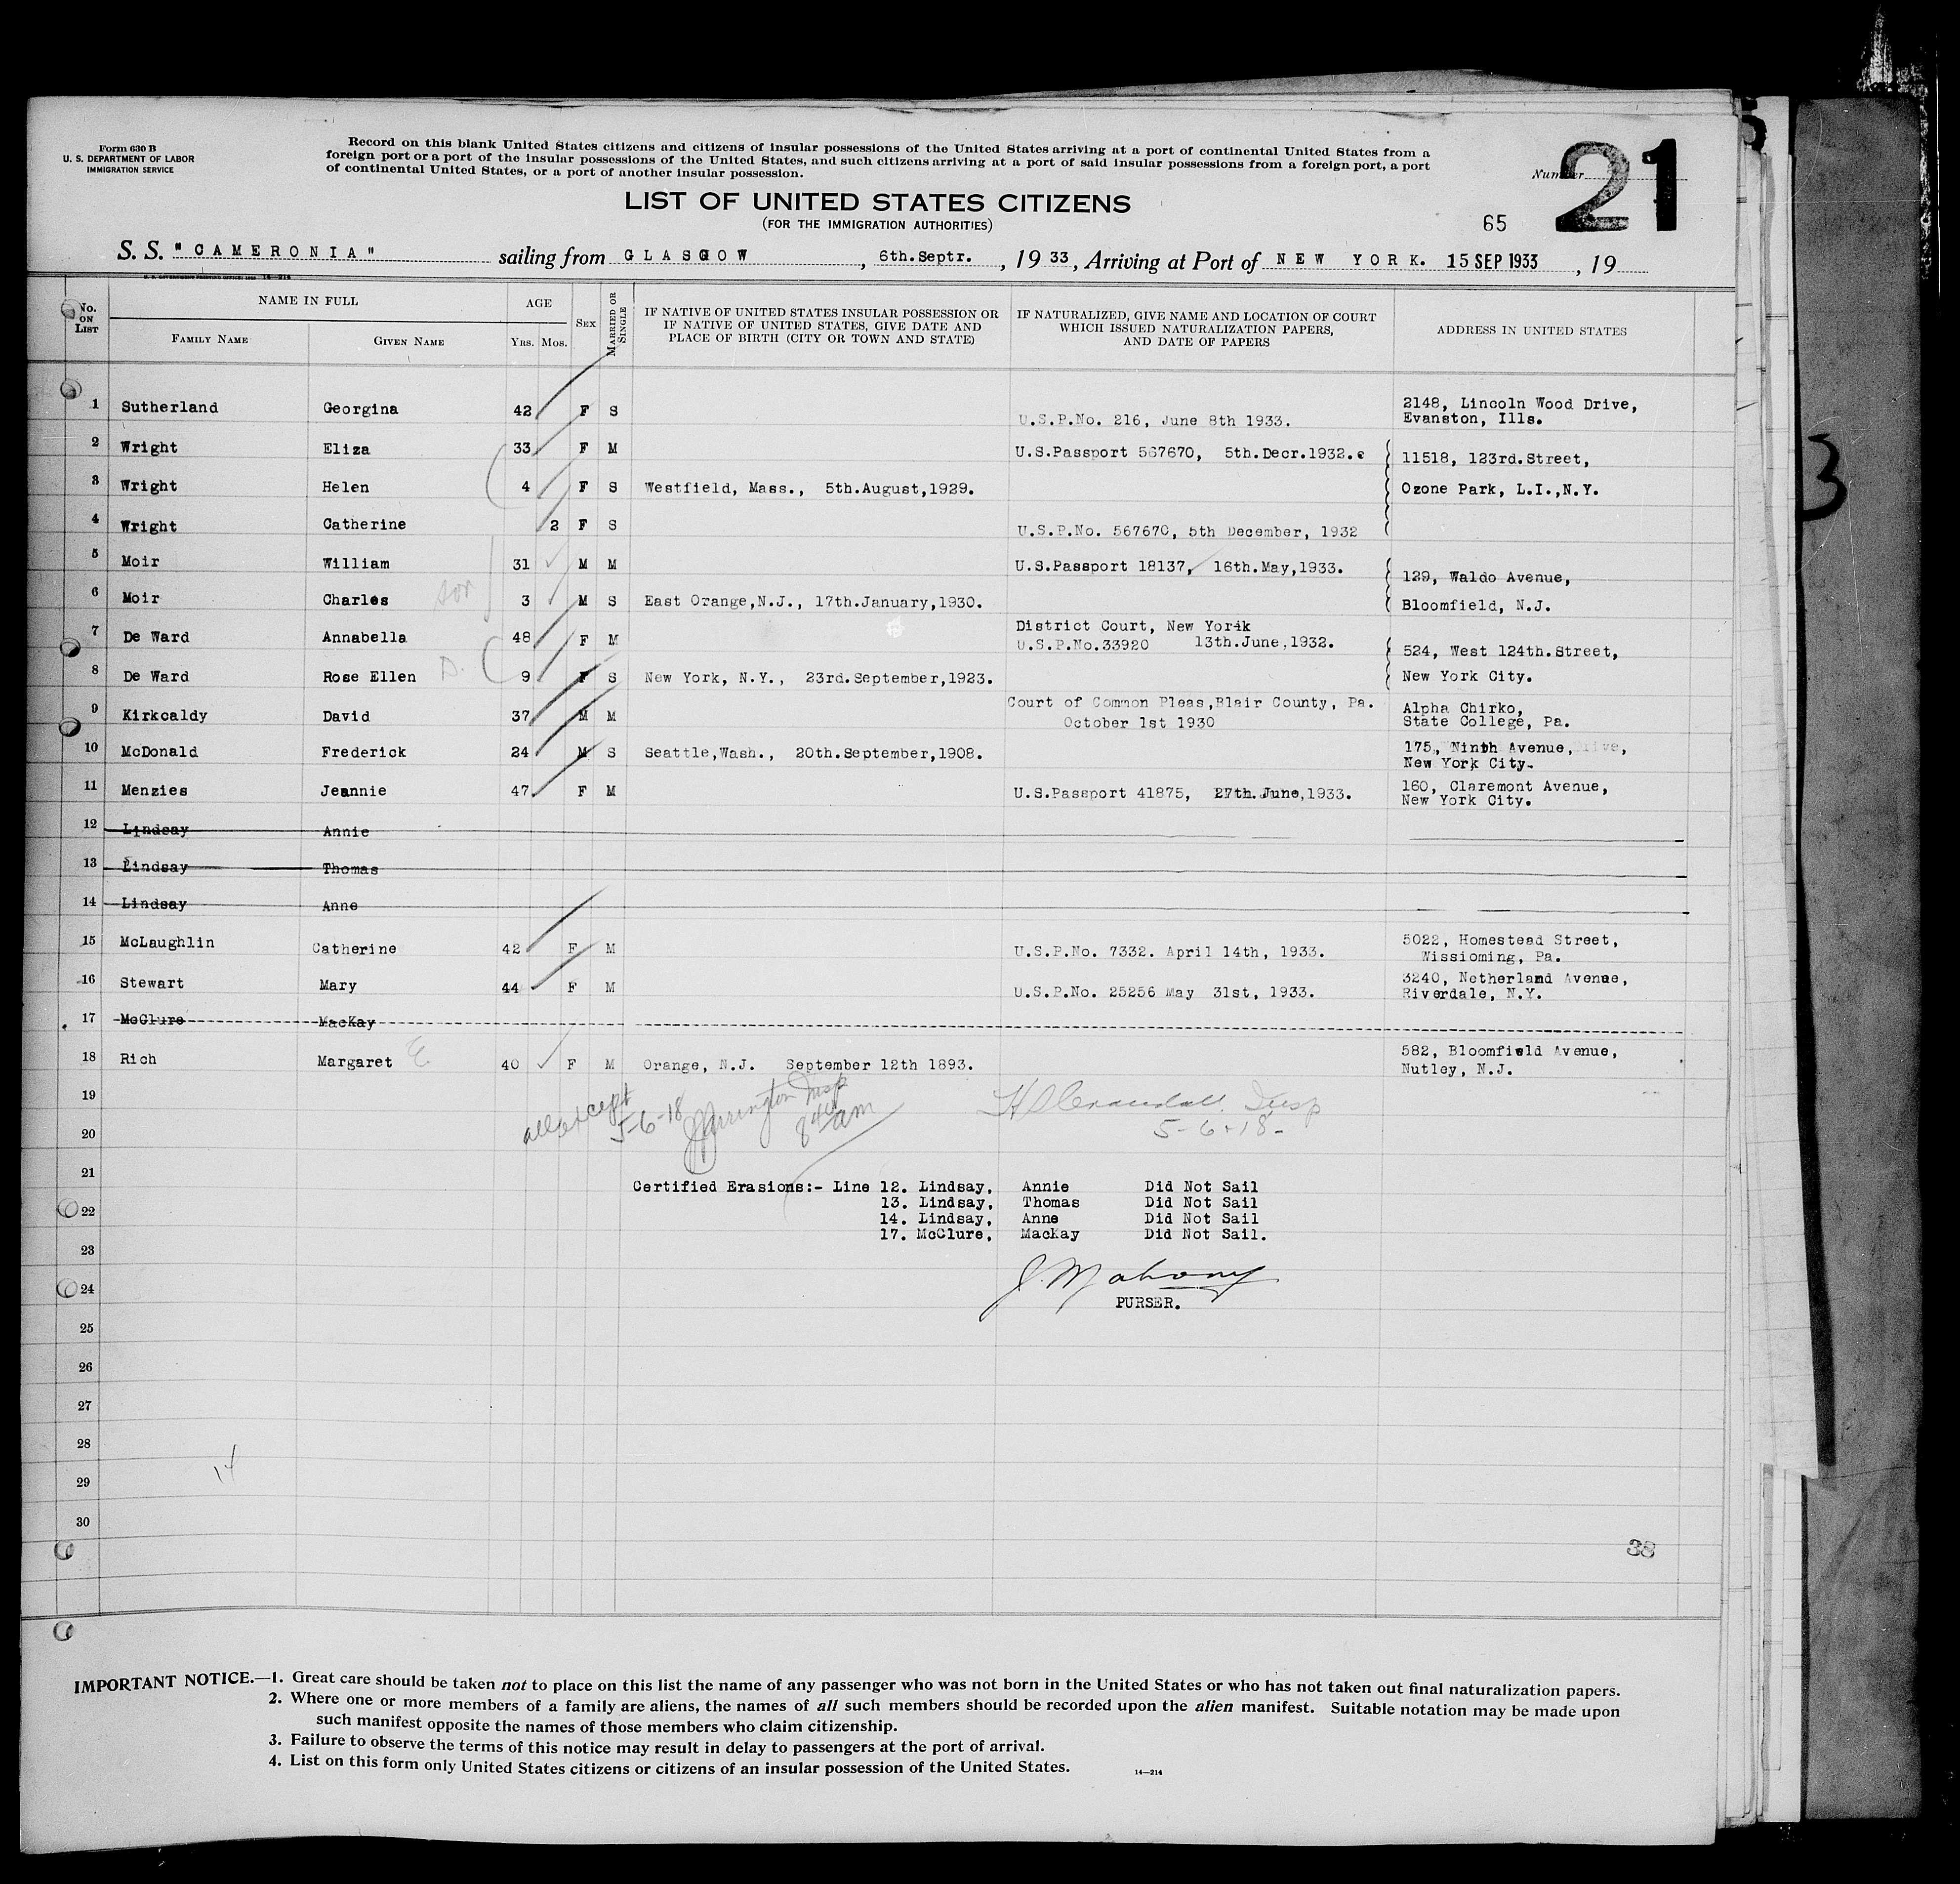 Form 630 B
U. S. DEPARTMENT OF LABOR
IMMIGRATION SERVICE
Record on this blank United States citizens and citizens of insular possessions of the United States arriving at a port of continental United States from a
foreign port or a port of the insular possessions of the United States, and such citizens arriving at a port of said insular possessions from a foreign port, a port
of continental United States, or a port of another insular possession.
Number 21
LIST OF UNITED STATES CITIZENS
(FOR THE IMMIGRATION AUTHORITIES)
65
S. S. "CAMERONIA" sailing from GLASGOW, 6th.Septr., 1933, Arriving at Port of NEW YORK. 15 SEP 1933, 19
No. ON LIST
NAME IN FULL
FAMILY NAME GIVEN NAME
AGE
YRS. MOS.
SEX
MARRIED OR SINGLE
IF NATIVE OF UNITED STATES INSULAR POSSESSION OR
IF NATIVE OF UNITED STATES, GIVE DATE AND
PLACE OF BIRTH (CITY OR TOWN AND STATE)
IF NATURALIZED, GIVE NAME AND LOCATION OF COURT
WHICH ISSUED NATURALIZATION PAPERS,
AND DATE OF PAPERS
ADDRESS IN UNITED STATES
1 Sutherland Georgina 42 F S U.S.P.No. 216, June 8th 1933. 2148, Lincoln Wood Drive,
Evanston, Ills.
2 Wright Eliza 33 F M U.S.Passport 567670, 5th.Decr.1932. 11518, 123rd.Street,
3 Wright Helen 4 F S Westfield, Mass., 5th.August,1929. Ozone Park, L.I.,N.Y.
4 Wright Catherine 2 F S U.S.P.No. 567670, 5th December, 1932
5 Moir William 31 M M U.S.Passport 18137, 16th.May,1933. 129, Waldo Avenue,
6 Moir Charles son 3 M S East Orange,N.J., 17th.January,1930. Bloomfield, N.J.
7 De Ward Annabella 48 F M District Court, New York
U.S.P.No.33920 13th.June,1932. 524, West 124th.Street,
8 De Ward Rose Ellen D. 9 F S New York, N.Y., 23rd.September,1923. New York City.
9 Kirkcaldy David 37 M M Court of Common Pleas,Blair County, Pa. Alpha Chirko,
October 1st 1930 State College, Pa.
10 McDonald Frederick 24 M S Seattle,Wash., 20th.September,1908. 175, Ninth Avenue,
New York City.
11 Menzies Jeannie 47 F M U.S.Passport 41875, 27th.June,1933. 160, Claremont Avenue,
New York City.
12 Lindsay Annie
13 Lindsay Thomas
14 Lindsay Anne
15 McLaughlin Catherine 42 F M U.S.P.No. 7332. April 14th, 1933. 5022, Homestead Street,
Wissioming, Pa.
16 Stewart Mary 44 F M U.S.P.No. 25256 May 31st, 1933. 3240, Netherland Avenue,
Riverdale, N.Y.
17 McClure MacKay
18 Rich Margaret E 40 F M Orange, N.J. September 12th 1893. 582, Bloomfield Avenue,
Nutley, N.J.
19
all except
5-6-18
Insp
840 am
Insp
5-6-18-
20
21
Certified Erasions:- Line 12. Lindsay, Annie Did Not Sail
13. Lindsay, Thomas Did Not Sail
22
14. Lindsay, Anne Did Not Sail
17. McClure, MacKay Did Not Sail.
23
J. Mahony
24
PURSER.
25
26
27
28
14
29
30
38
IMPORTANT NOTICE.—1. Great care should be taken not to place on this list the name of any passenger who was not born in the United States or who has not taken out final naturalization papers.
2. Where one or more members of a family are aliens, the names of all such members should be recorded upon the alien manifest. Suitable notation may be made upon
such manifest opposite the names of those members who claim citizenship.
3. Failure to observe the terms of this notice may result in delay to passengers at the port of arrival.
4. List on this form only United States citizens or citizens of an insular possession of the United States.
14—214
3